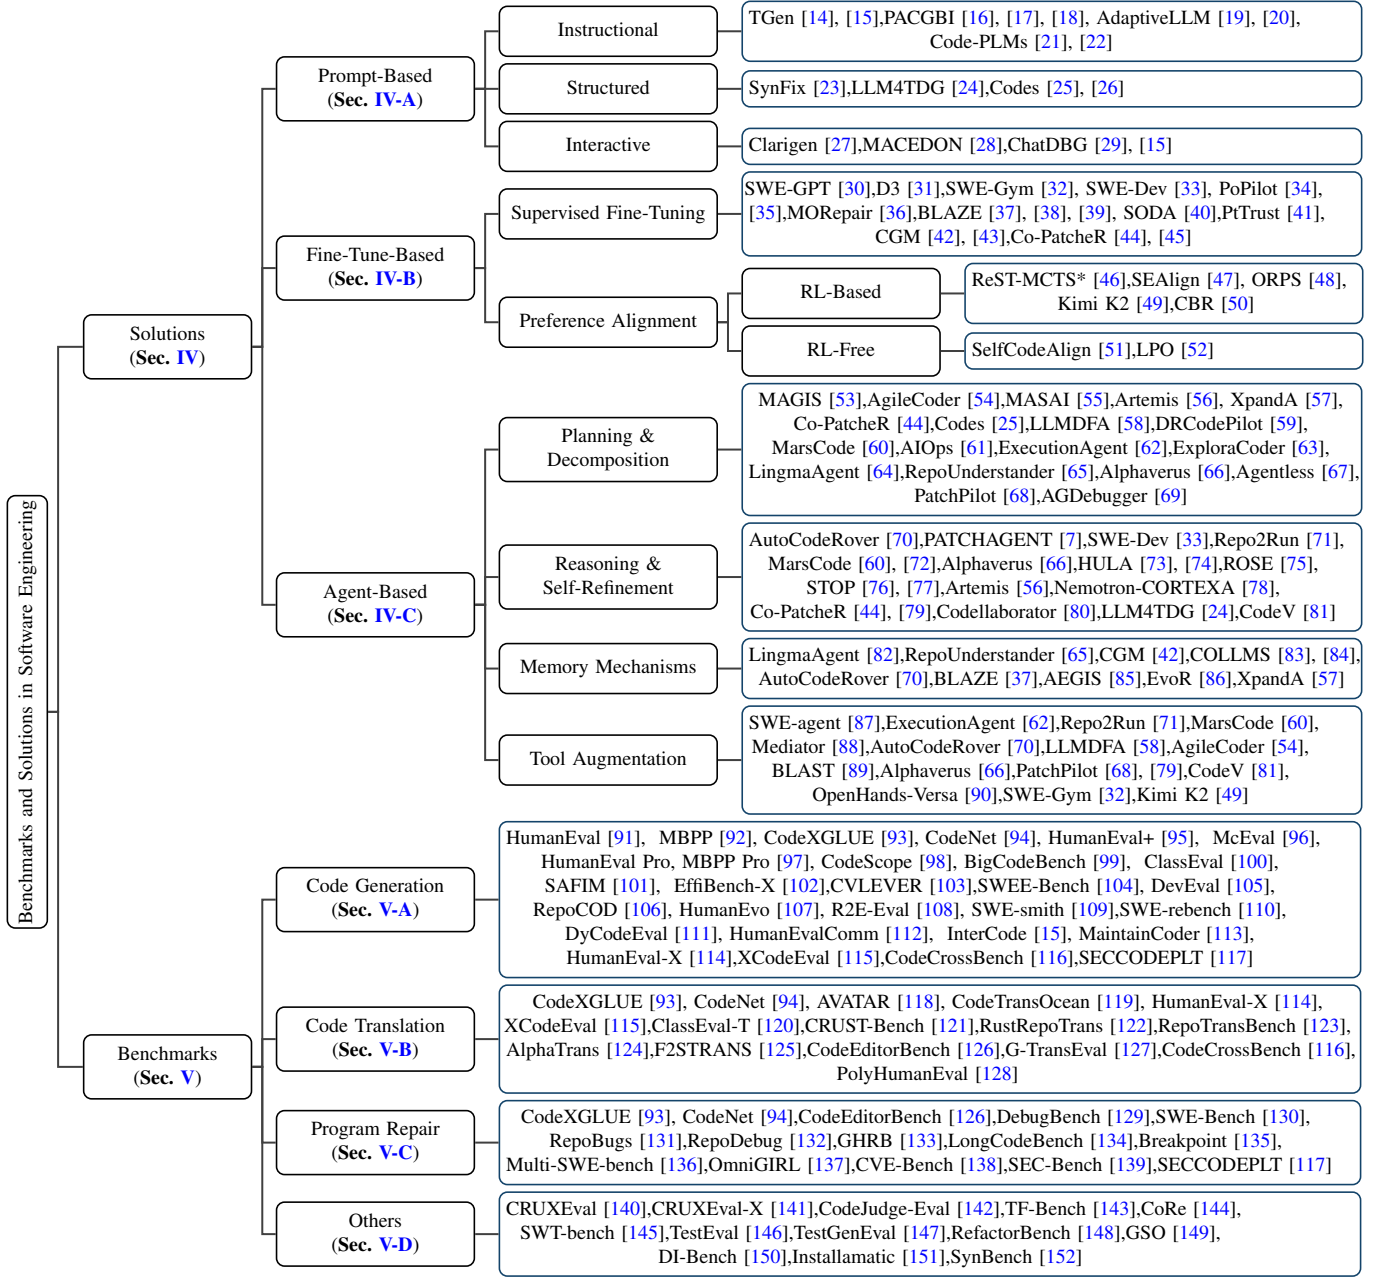 Benchmarks and Solutions in Software Engineering
Solutions
(Sec. IV)
Prompt-Based
(Sec. IV-A)
Instructional
TGen [14], [15],PACGBI [16], [17], [18], AdaptiveLLM [19], [20],
Code-PLMs [21], [22]
Structured
SynFix [23],LLM4TDG [24],Codes [25], [26]
Interactive
Clarigen [27],MACEDON [28],ChatDBG [29], [15]
Fine-Tune-Based
(Sec. IV-B)
Supervised Fine-Tuning
SWE-GPT [30],D3 [31],SWE-Gym [32], SWE-Dev [33], PoPilot [34],
[35],MORepair [36],BLAZE [37], [38], [39], SODA [40],PtTrust [41],
CGM [42], [43],Co-PatcheR [44], [45]
Preference Alignment
RL-Based
ReST-MCTS* [46],SEAlign [47], ORPS [48],
Kimi K2 [49],CBR [50]
RL-Free
SelfCodeAlign [51],LPO [52]
Agent-Based
(Sec. IV-C)
Planning &
Decomposition
MAGIS [53],AgileCoder [54],MASAI [55],Artemis [56], XpandA [57],
Co-PatcheR [44],Codes [25],LLMDFA [58],DRCodePilot [59],
MarsCode [60],AIOps [61],ExecutionAgent [62],ExploraCoder [63],
LingmaAgent [64],RepoUnderstander [65],Alphaverus [66],Agentless [67],
PatchPilot [68],AGDebugger [69]
Reasoning &
Self-Refinement
AutoCodeRover [70],PATCHAGENT [7],SWE-Dev [33],Repo2Run [71],
MarsCode [60], [72],Alphaverus [66],HULA [73], [74],ROSE [75],
STOP [76], [77],Artemis [56],Nemotron-CORTEXA [78],
Co-PatcheR [44], [79],Codellaborator [80],LLM4TDG [24],CodeV [81]
Memory Mechanisms
LingmaAgent [82],RepoUnderstander [65],CGM [42],COLLMS [83], [84],
AutoCodeRover [70],BLAZE [37],AEGIS [85],EvoR [86],XpandA [57]
Tool Augmentation
SWE-agent [87],ExecutionAgent [62],Repo2Run [71],MarsCode [60],
Mediator [88],AutoCodeRover [70],LLMDFA [58],AgileCoder [54],
BLAST [89],Alphaverus [66],PatchPilot [68], [79],CodeV [81],
OpenHands-Versa [90],SWE-Gym [32],Kimi K2 [49]
Benchmarks
(Sec. V)
Code Generation
(Sec. V-A)
HumanEval [91], MBPP [92], CodeXGLUE [93], CodeNet [94], HumanEval+ [95], McEval [96],
HumanEval Pro, MBPP Pro [97], CodeScope [98], BigCodeBench [99], ClassEval [100],
SAFIM [101], EffiBench-X [102],CVLEVER [103],SWEE-Bench [104], DevEval [105],
RepoCOD [106], HumanEvo [107], R2E-Eval [108], SWE-smith [109],SWE-rebench [110],
DyCodeEval [111], HumanEvalComm [112], InterCode [15], MaintainCoder [113],
HumanEval-X [114],XCodeEval [115],CodeCrossBench [116],SECCODEPLT [117]
Code Translation
(Sec. V-B)
CodeXGLUE [93], CodeNet [94], AVATAR [118], CodeTransOcean [119], HumanEval-X [114],
XCodeEval [115],ClassEval-T [120],CRUST-Bench [121],RustRepoTrans [122],RepoTransBench [123],
AlphaTrans [124],F2STRANS [125],CodeEditorBench [126],G-TransEval [127],CodeCrossBench [116],
PolyHumanEval [128]
Program Repair
(Sec. V-C)
CodeXGLUE [93], CodeNet [94],CodeEditorBench [126],DebugBench [129],SWE-Bench [130],
RepoBugs [131],RepoDebug [132],GHRB [133],LongCodeBench [134],Breakpoint [135],
Multi-SWE-bench [136],OmniGIRL [137],CVE-Bench [138],SEC-Bench [139],SECCODEPLT [117]
Others
(Sec. V-D)
CRUXEval [140],CRUXEval-X [141],CodeJudge-Eval [142],TF-Bench [143],CoRe [144],
SWT-bench [145],TestEval [146],TestGenEval [147],RefactorBench [148],GSO [149],
DI-Bench [150],Installamatic [151],SynBench [152]